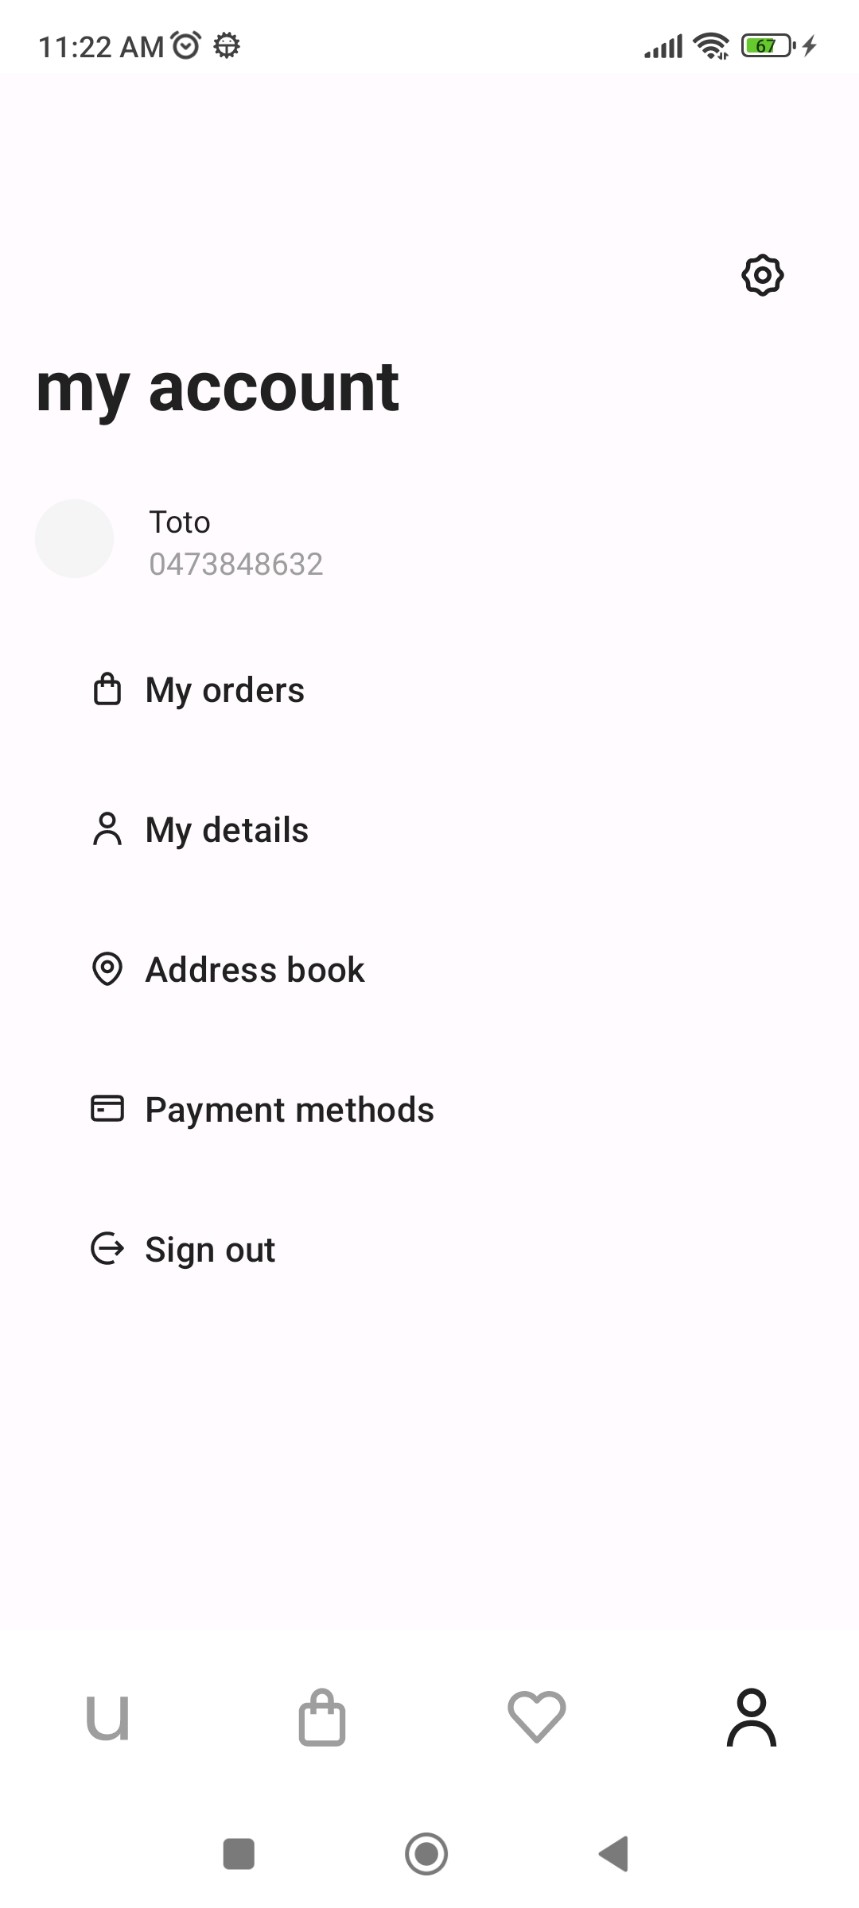 11:22 AM
67
my account
Toto
0473848632
My orders
My details
Address book
Payment methods
Sign out
u